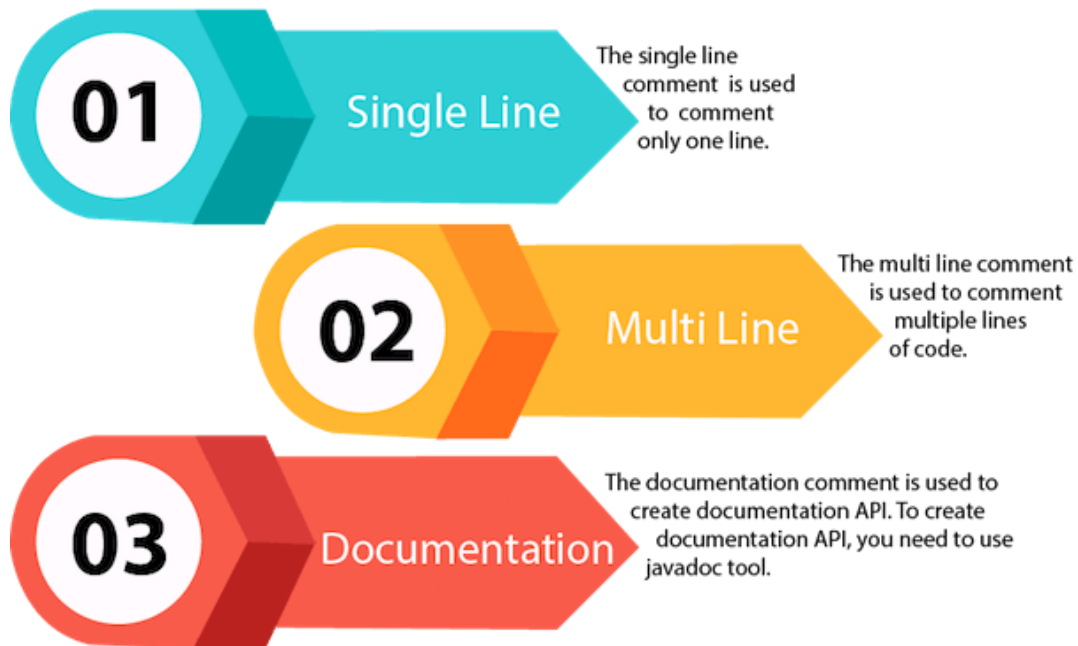 01
Single Line
The single line
comment is used
to comment
only one line.
02
Multi Line
The multi line comment
is used to comment
multiple lines
of code.
03
Documentation
The documentation comment is used to
create documentation API. To create
documentation API, you need to use
javadoc tool.